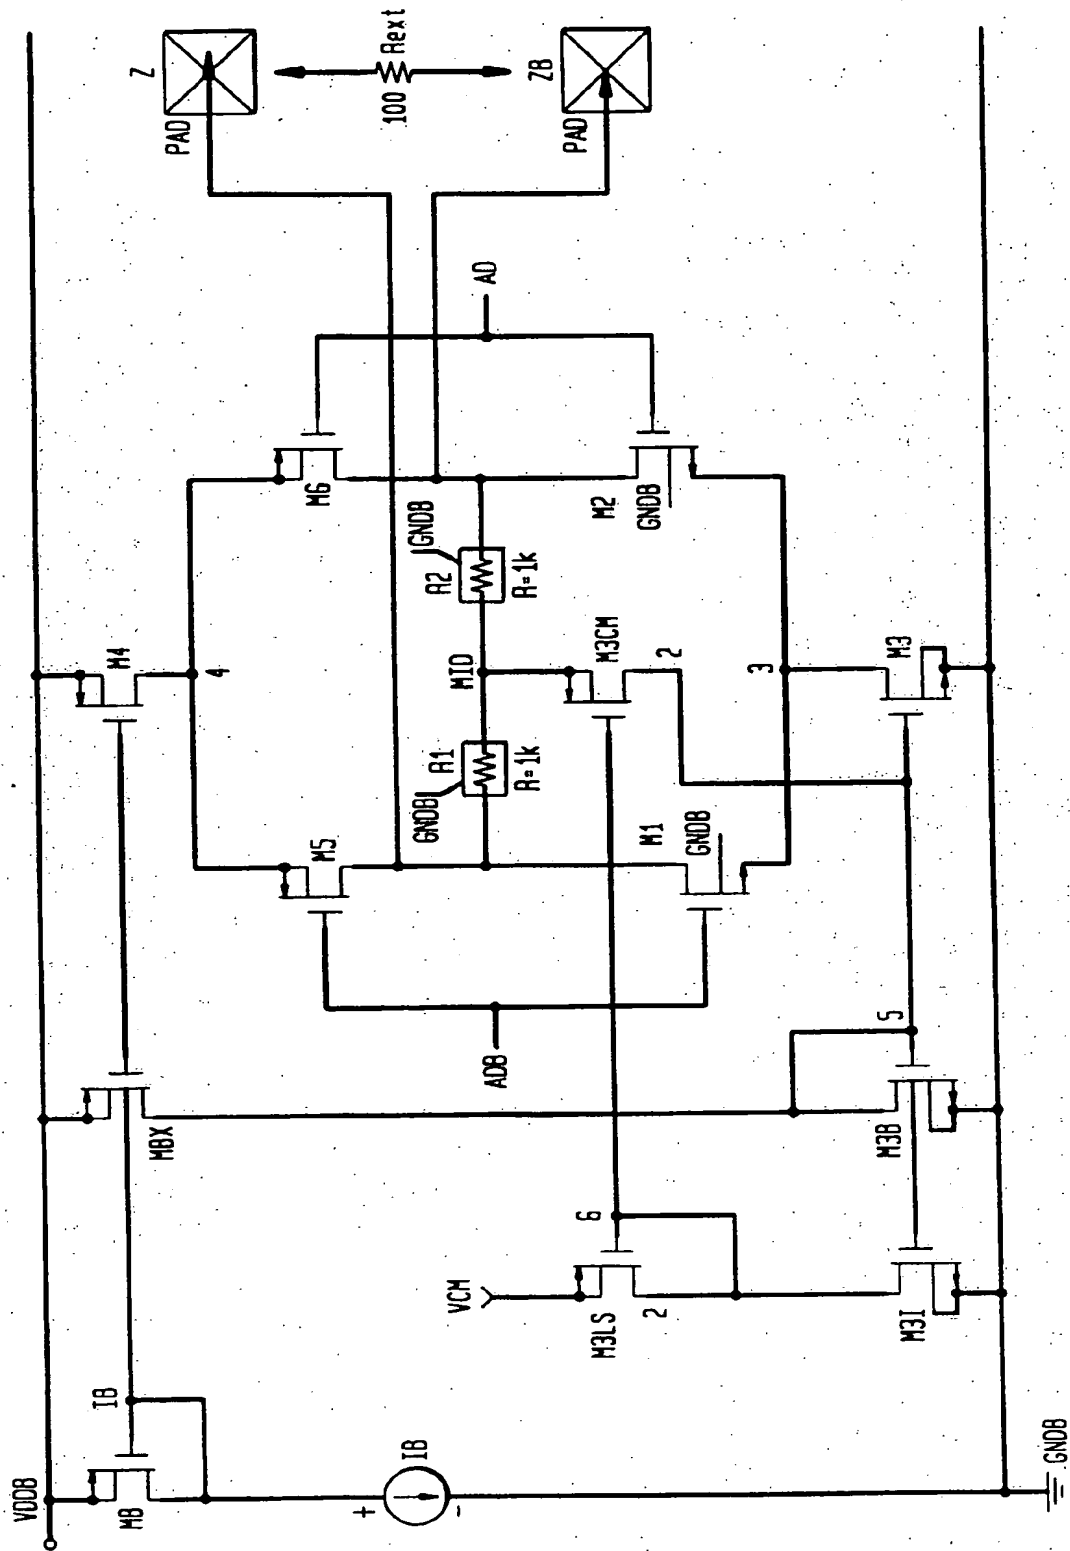 VDDB
MB
IB
IB
+
-
GNDB
VCM
M3LS
2
6
M3I
MBX
M3B
5
ADB
M5
M1
GNDB
GNDB
R1
R=1k
M4
4
MID
M3CM
2
3
M3
R2
R=1k
GNDB
M6
M2
GNDB
AD
PAD
Z
100
Rext
PAD
ZB